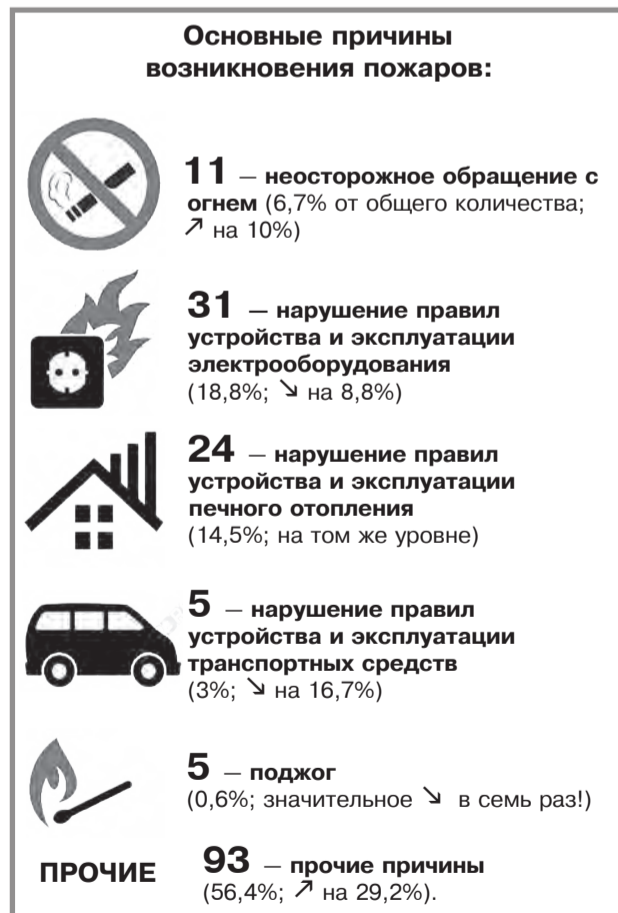 Основные причины
возникновения пожаров:
11 – неосторожное обращение с
огнем (6,7% от общего количества;
↗ на 10%)
31 – нарушение правил
устройства и эксплуатации
электрооборудования
(18,8%; ↘ на 8,8%)
24 – нарушение правил
устройства и эксплуатации
печного отопления
(14,5%; на том же уровне)
5 – нарушение правил
устройства и эксплуатации
транспортных средств
(3%; ↘ на 16,7%)
5 – поджог
(0,6%; значительное ↘ в семь раз!)
ПРОЧИЕ 93 – прочие причины
(56,4%; ↗ на 29,2%).